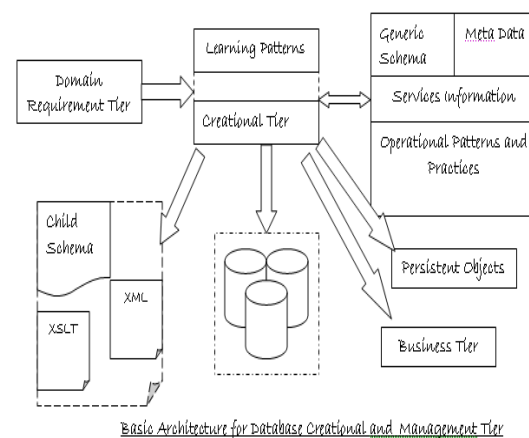 Learning Patterns
Creational Tier
Domain
Requirement Tier
Generic
Schema
Meta Data
Services Information
Operational Patterns and
Practices
Child
Schema
XML
XSLT
Persistent Objects
Business Tier
Basic Architecture for Database Creational and Management Tier